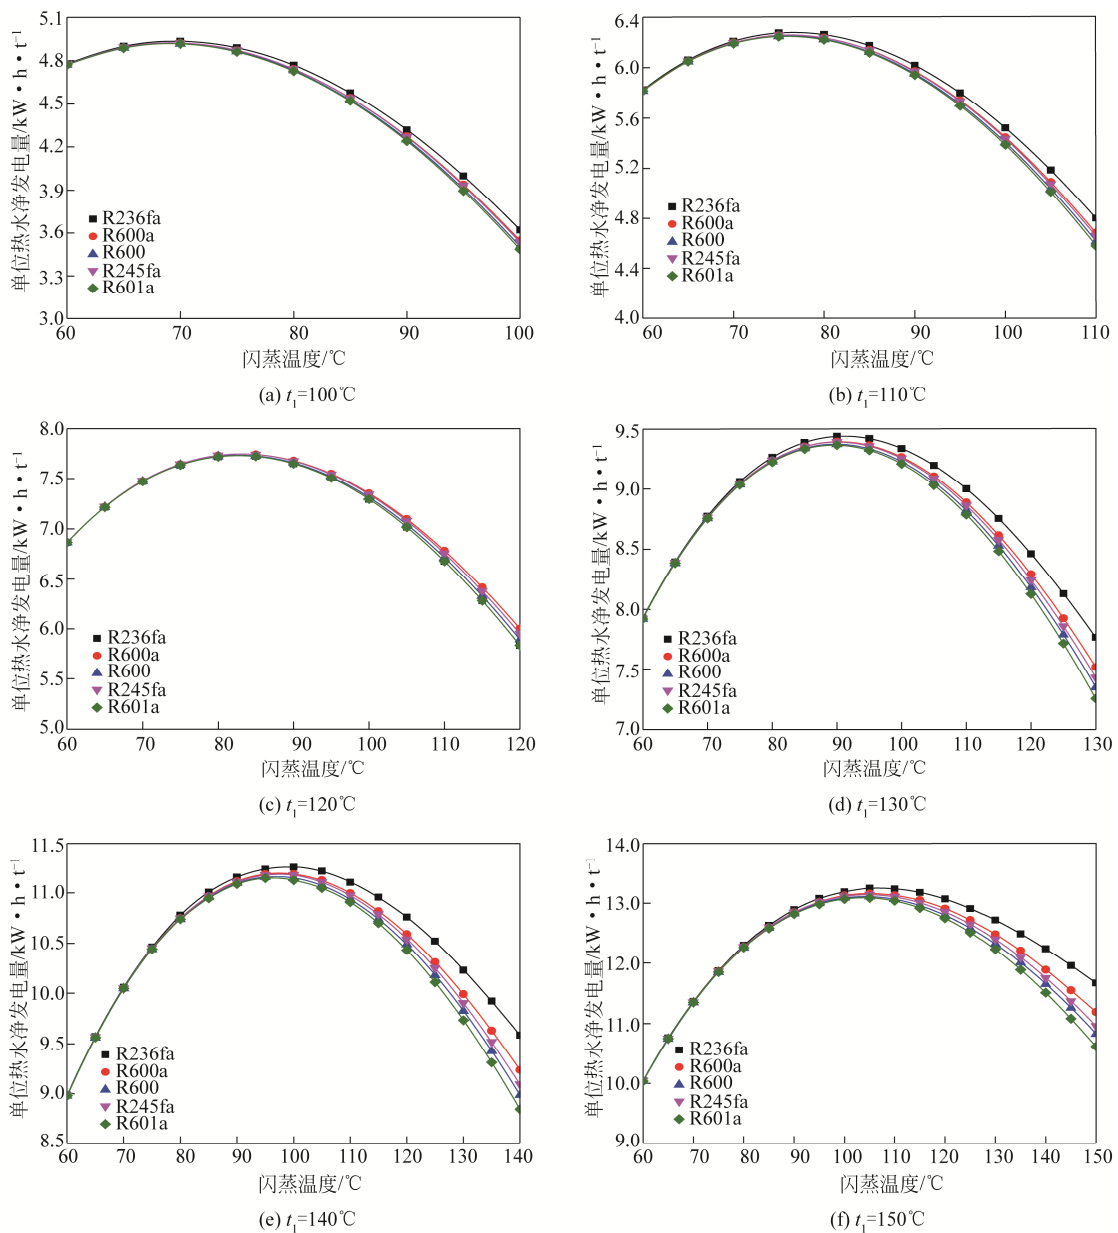 单位热水净发电量/kW·h·t⁻¹
5.1
4.8
4.5
4.2
3.9
3.6
3.3
3.0
R236fa
R600a
R600
R245fa
R601a
60 70 80 90 100
闪蒸温度/℃
(a) t₁=100℃
单位热水净发电量/kW·h·t⁻¹
6.4
6.0
5.6
5.2
4.8
4.4
4.0
R236fa
R600a
R600
R245fa
R601a
60 70 80 90 100 110
闪蒸温度/℃
(b) t₁=110℃
单位热水净发电量/kW·h·t⁻¹
8.0
7.5
7.0
6.5
6.0
5.5
5.0
R236fa
R600a
R600
R245fa
R601a
60 70 80 90 100 110 120
闪蒸温度/℃
(c) t₁=120℃
单位热水净发电量/kW·h·t⁻¹
9.5
9.0
8.5
8.0
7.5
7.0
R236fa
R600a
R600
R245fa
R601a
60 70 80 90 100 110 120 130
闪蒸温度/℃
(d) t₁=130℃
单位热水净发电量/kW·h·t⁻¹
11.5
11.0
10.5
10.0
9.5
9.0
8.5
R236fa
R600a
R600
R245fa
R601a
60 70 80 90 100 110 120 130 140
闪蒸温度/℃
(e) t₁=140℃
单位热水净发电量/kW·h·t⁻¹
14.0
13.0
12.0
11.0
10.0
9.0
R236fa
R600a
R600
R245fa
R601a
60 70 80 90 100 110 120 130 140 150
闪蒸温度/℃
(f) t₁=150℃